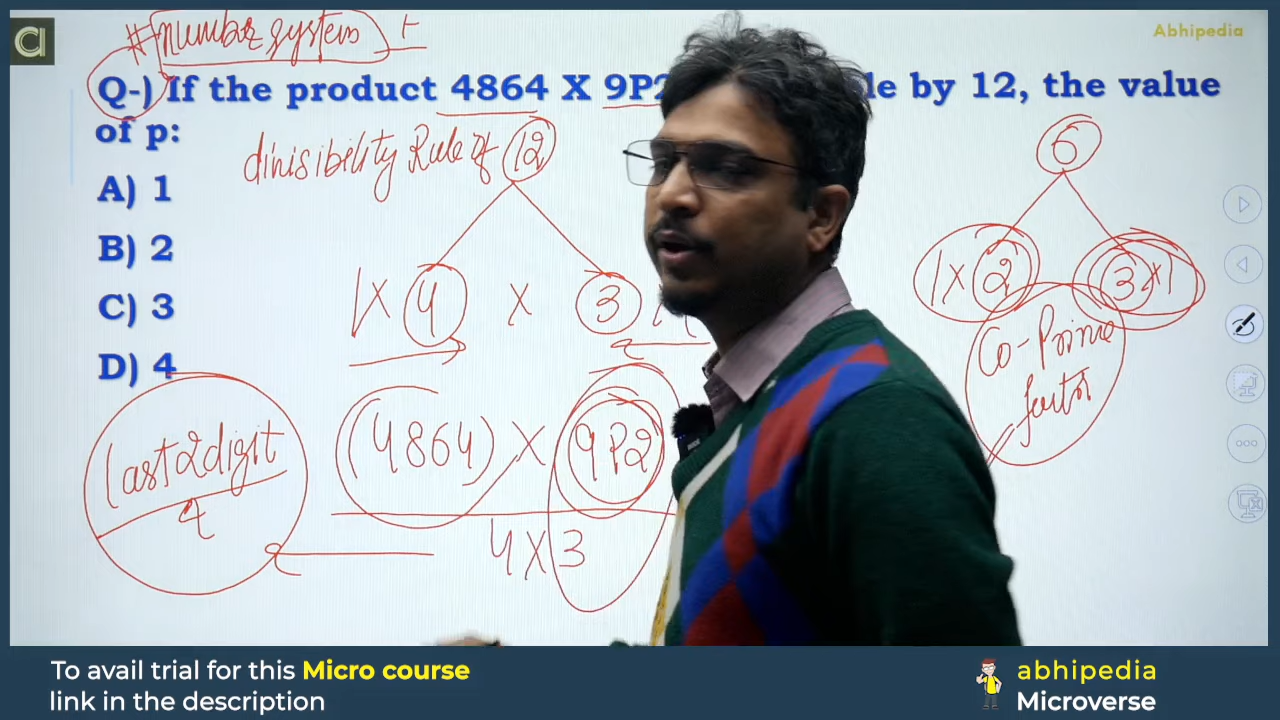 # number system
Abhipedia
Q-) If the product 4864 X 9P2 le by 12, the value
of p:
divisibility Rule of 12
6
A) 1
B) 2
C) 3
D) 4
1 X 4 X 3
1 X 2 3 X 1
Co-Prime
factor
(4864) X 9P2
4 X 3
last 2 digit
4
To avail trial for this Micro course
link in the description
abhipedia
Microverse